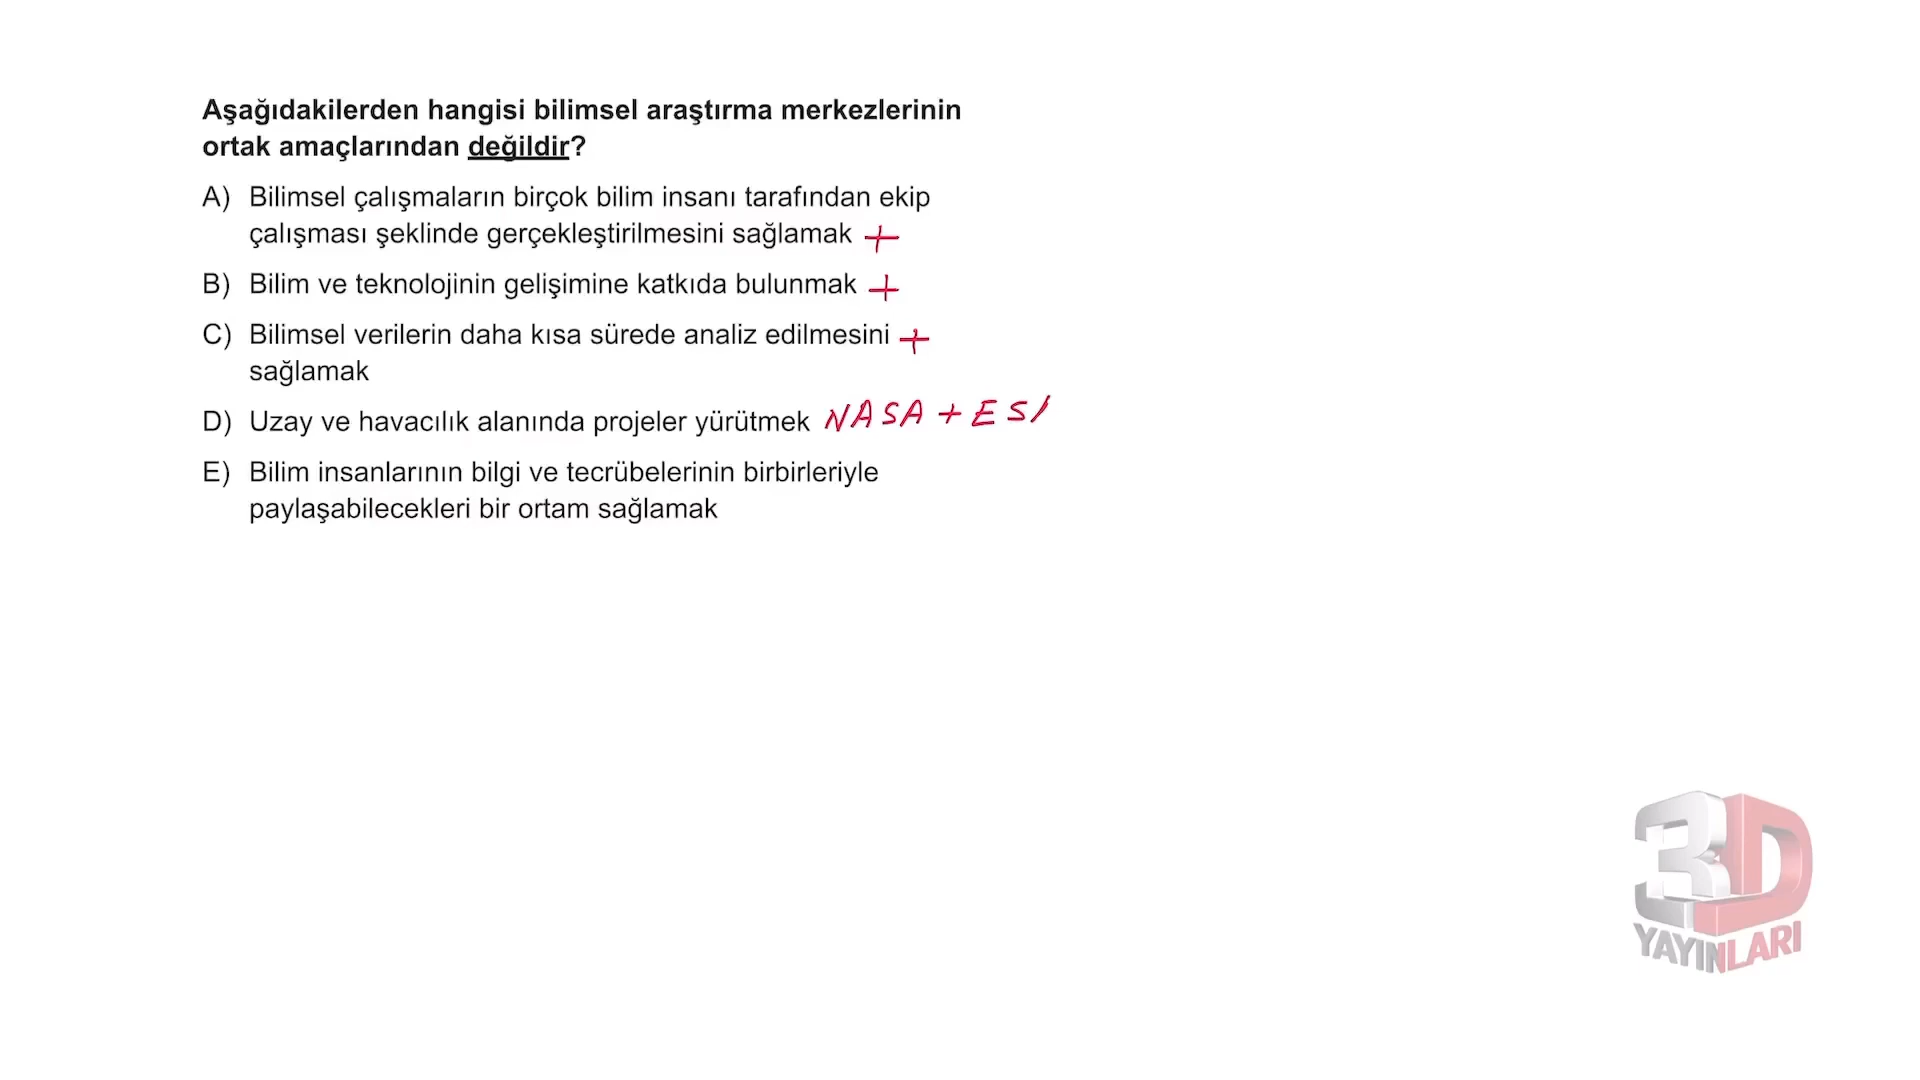 Aşağıdakilerden hangisi bilimsel araştırma merkezlerinin
ortak amaçlarından değildir?
A) Bilimsel çalışmaların birçok bilim insanı tarafından ekip
çalışması şeklinde gerçekleştirilmesini sağlamak +
B) Bilim ve teknolojinin gelişimine katkıda bulunmak +
C) Bilimsel verilerin daha kısa sürede analiz edilmesini +
sağlamak
D) Uzay ve havacılık alanında projeler yürütmek NASA + ES/
E) Bilim insanlarının bilgi ve tecrübelerinin birbirleriyle
paylaşabilecekleri bir ortam sağlamak
3D
YAYINLARI